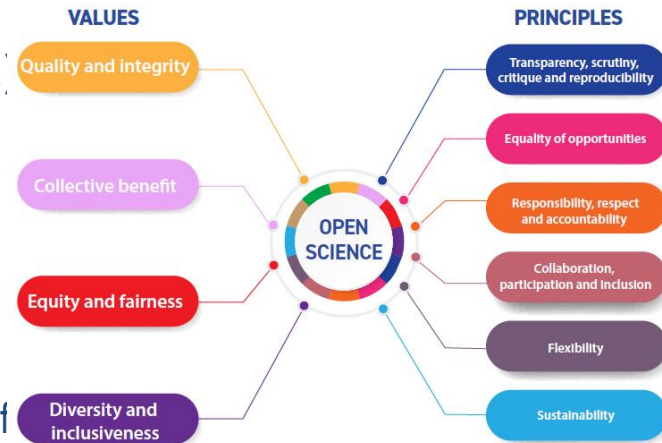 VALUES
Quality and integrity
Collective benefit
Equity and fairness
Diversity and
inclusiveness
OPEN
SCIENCE
PRINCIPLES
Transparency, scrutiny,
critique and reproducibility
Equality of opportunities
Responsibility, respect
and accountability
Collaboration,
participation and inclusion
Flexibility
Sustainability